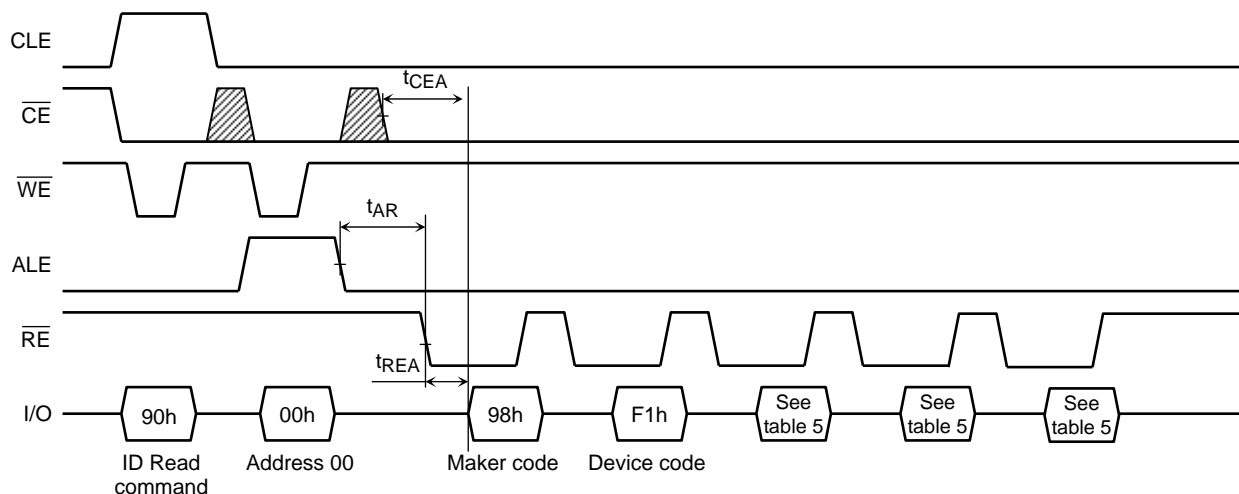 CLE
tCEA
CE
WE
tAR
ALE
RE
tREA
I/O
90h
00h
98h
F1h
See
table 5
See
table 5
See
table 5
ID Read
command
Address 00
Maker code
Device code